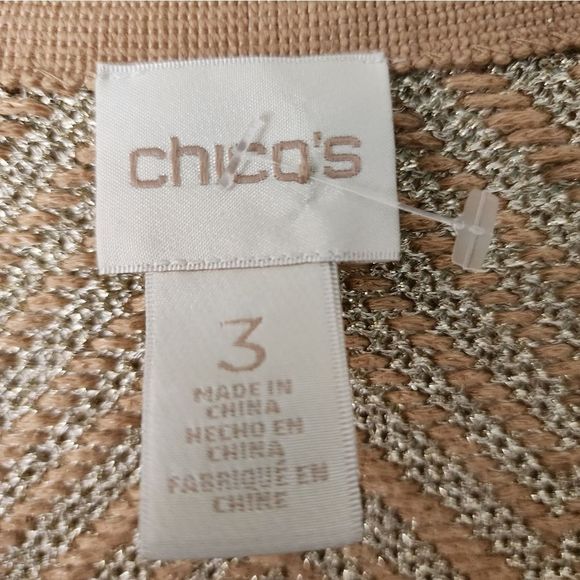 chico's
3
MADE IN
CHINA
HECHO EN
CHINA
FABRIQUÉ EN
CHINE